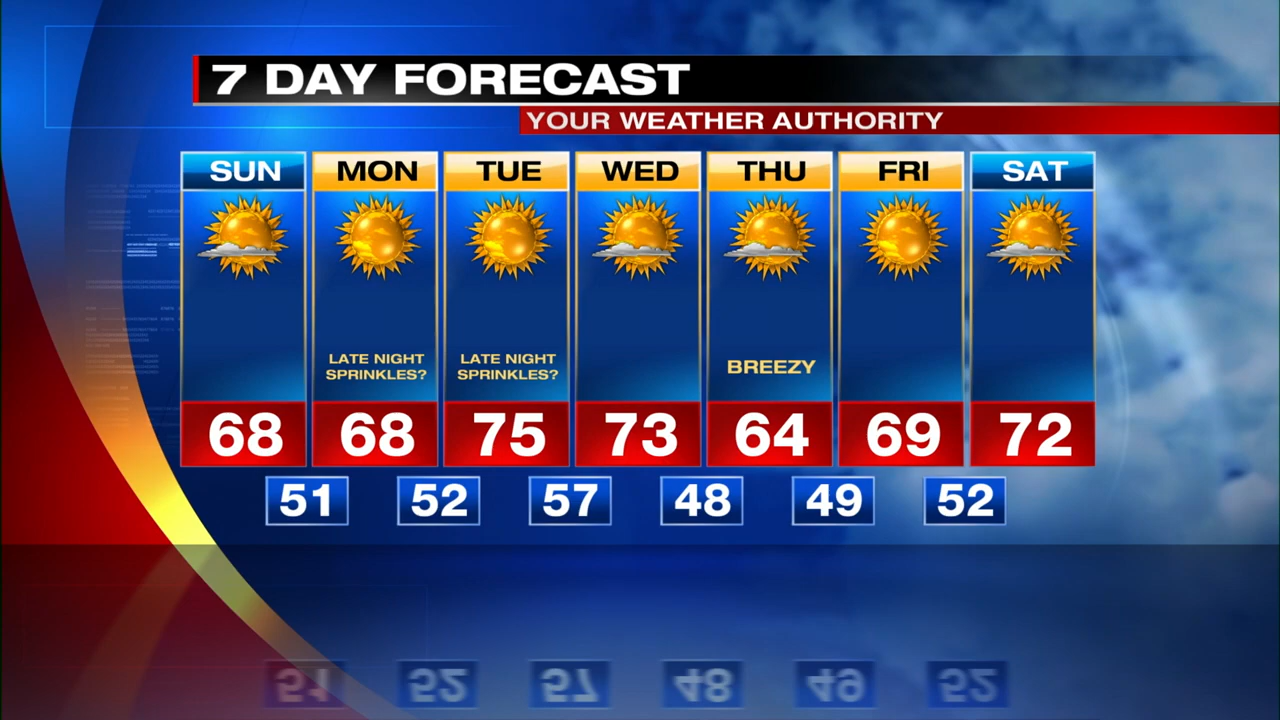 7 DAY FORECAST
YOUR WEATHER AUTHORITY
SUN MON TUE WED THU FRI SAT
LATE NIGHT SPRINKLES?
LATE NIGHT SPRINKLES?
BREEZY
68 68 75 73 64 69 72
51 52 57 48 49 52